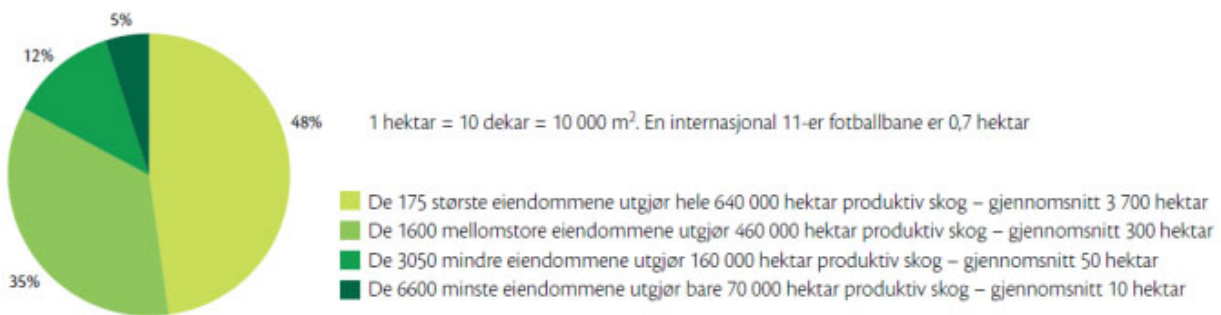 5%
12%
48%
1 hektar = 10 dekar = 10 000 m². En internasjonal 11-er fotballbane er 0,7 hektar
De 175 største eiendommene utgjør hele 640 000 hektar produktiv skog – gjennomsnitt 3 700 hektar
De 1600 mellomstore eiendommene utgjør 460 000 hektar produktiv skog – gjennomsnitt 300 hektar
De 3050 mindre eiendommene utgjør 160 000 hektar produktiv skog – gjennomsnitt 50 hektar
35%
De 6600 minste eiendommene utgjør bare 70 000 hektar produktiv skog – gjennomsnitt 10 hektar